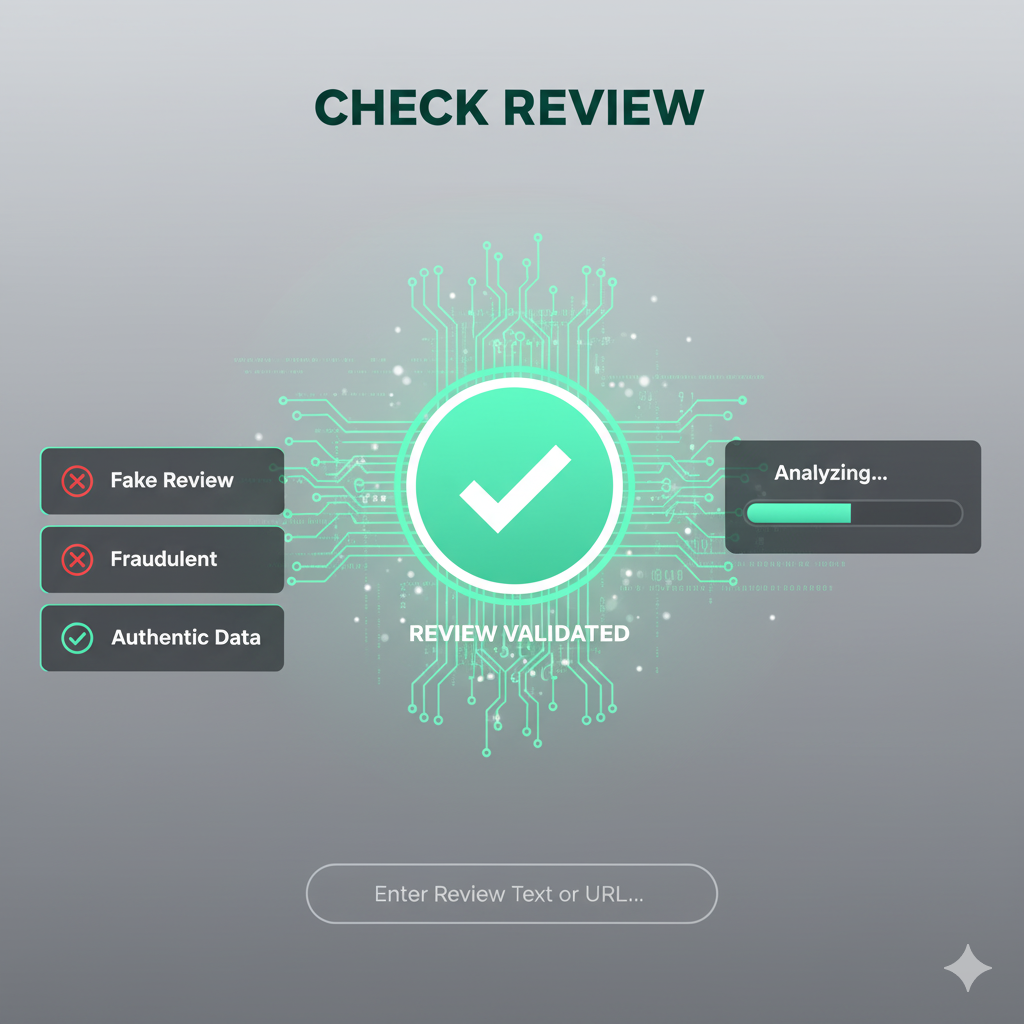 CHECK REVIEW
Fake Review
Fraudulent
Authentic Data
REVIEW VALIDATED
Analyzing...
Enter Review Text or URL...